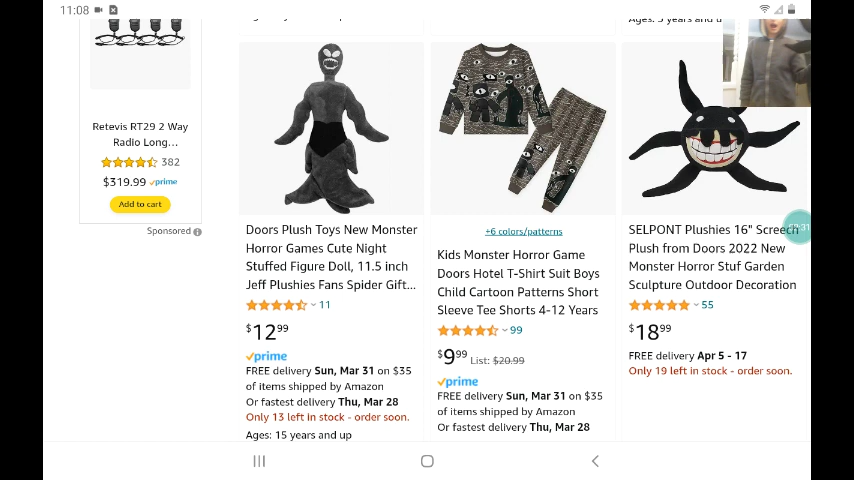 11:08
Ages: 5 years and u
Retevis RT29 2 Way
Radio Long...
382
$319.99 prime
Add to cart
Sponsored
Doors Plush Toys New Monster
Horror Games Cute Night
Stuffed Figure Doll, 11.5 inch
Jeff Plushies Fans Spider Gift...
11
$12 99
prime
FREE delivery Sun, Mar 31 on $35
of items shipped by Amazon
Or fastest delivery Thu, Mar 28
Only 13 left in stock - order soon.
Ages: 15 years and up
+6 colors/patterns
Kids Monster Horror Game
Doors Hotel T-Shirt Suit Boys
Child Cartoon Patterns Short
Sleeve Tee Shorts 4-12 Years
99
$9 99 List: $20.99
prime
FREE delivery Sun, Mar 31 on $35
of items shipped by Amazon
Or fastest delivery Thu, Mar 28
SELPONT Plushies 16" Screech
Plush from Doors 2022 New
Monster Horror Stuf Garden
Sculpture Outdoor Decoration
55
$18 99
FREE delivery Apr 5 - 17
Only 19 left in stock - order soon.